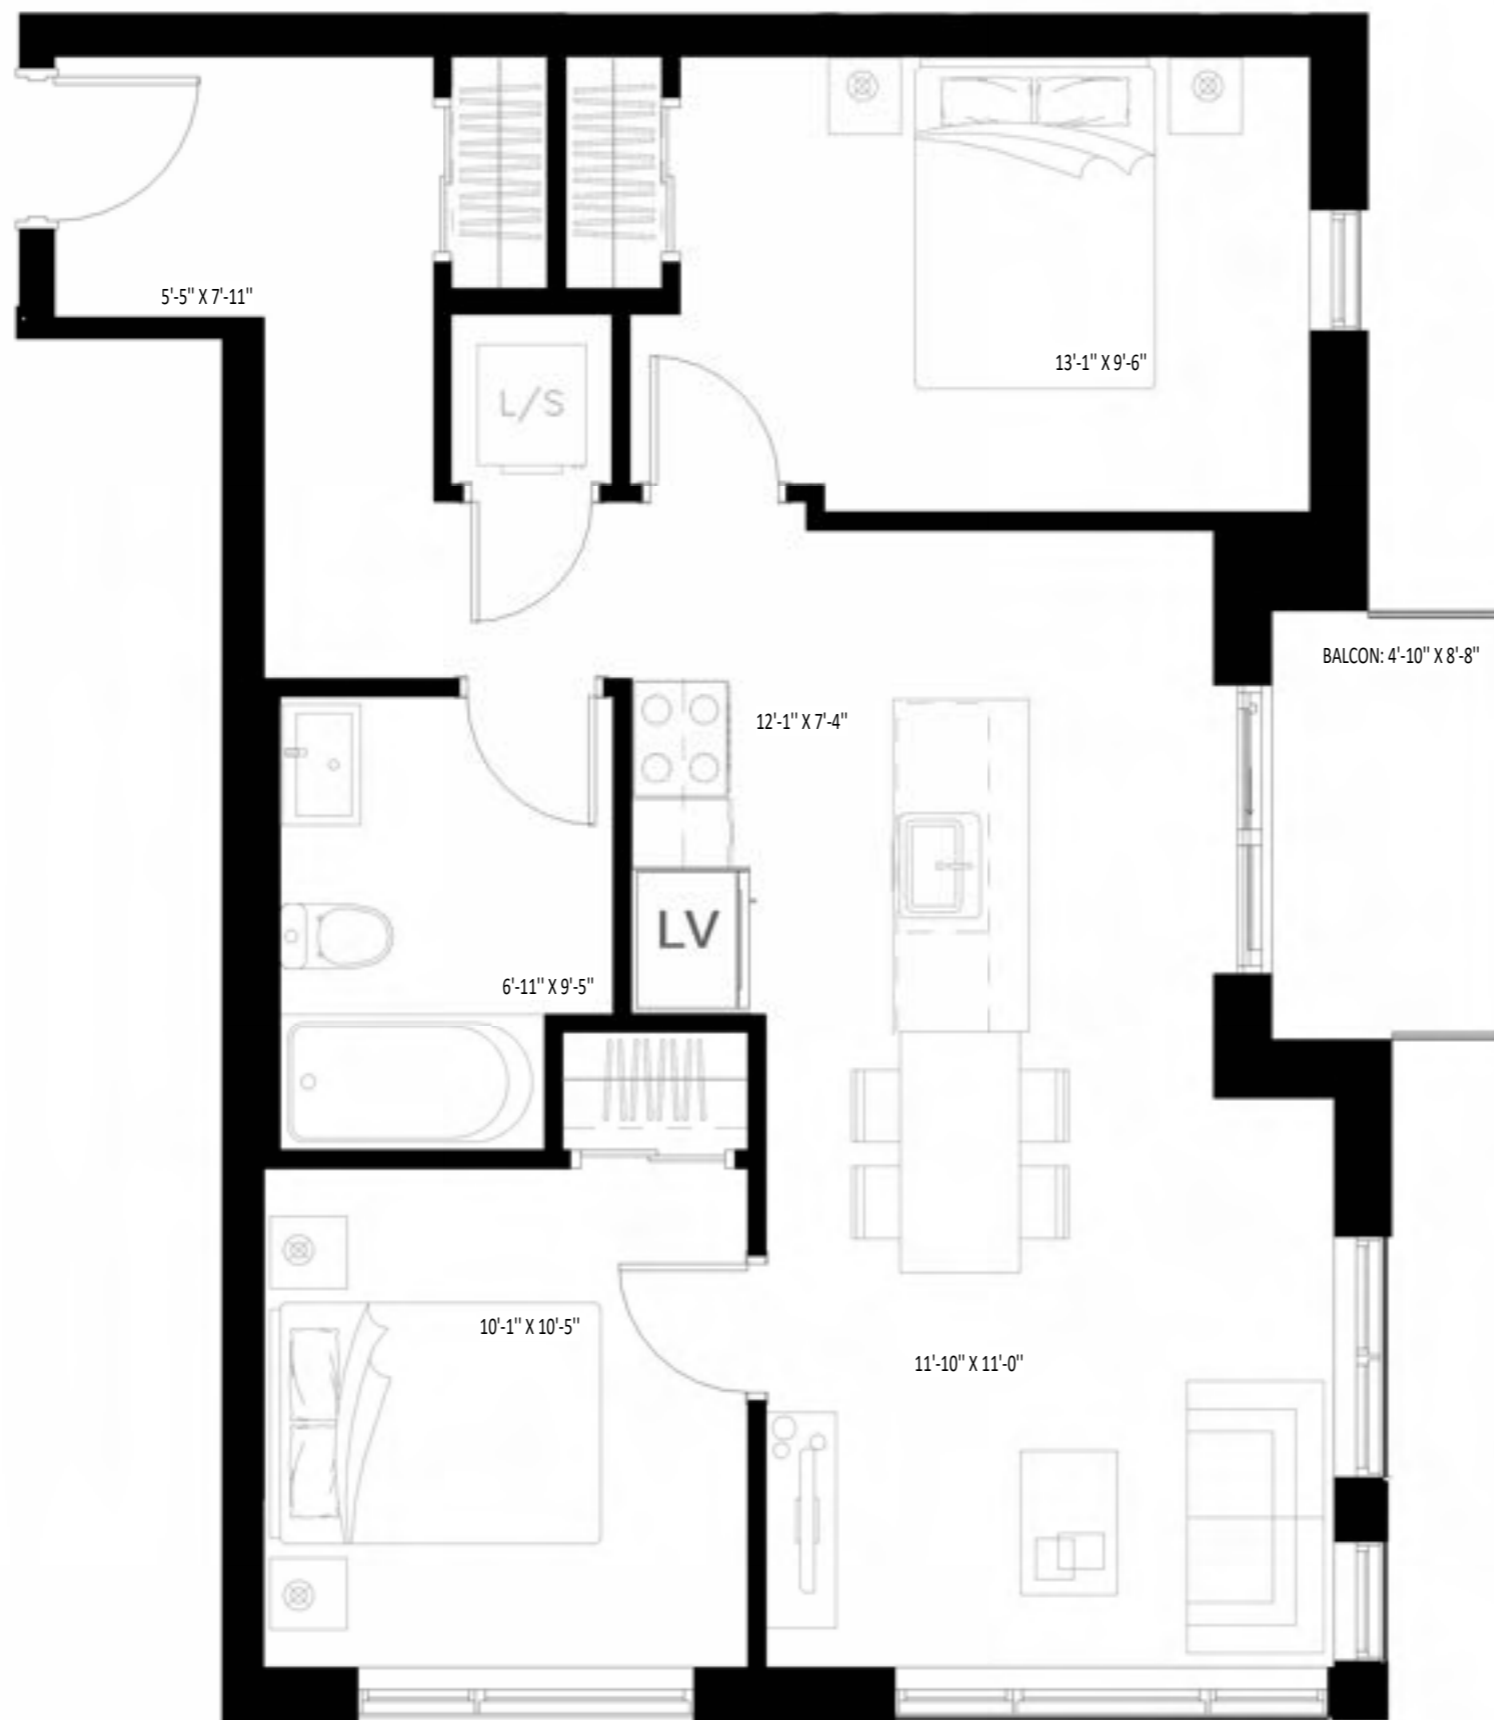 5'-5" X 7'-11"
13'-1" X 9'-6"
L/S
BALCON: 4'-10" X 8'-8"
12'-1" X 7'-4"
LV
6'-11" X 9'-5"
10'-1" X 10'-5"
11'-10" X 11'-0"